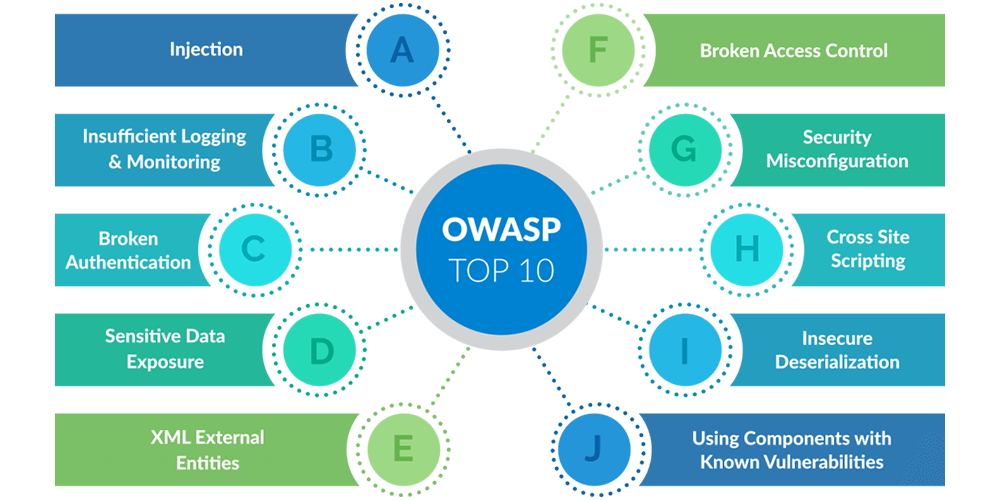 A
Injection
B
Insufficient Logging
& Monitoring
C
Broken
Authentication
D
Sensitive Data
Exposure
E
XML External
Entities
OWASP
TOP 10
F
Broken Access Control
G
Security
Misconfiguration
H
Cross Site
Scripting
I
Insecure
Deserialization
J
Using Components with
Known Vulnerabilities